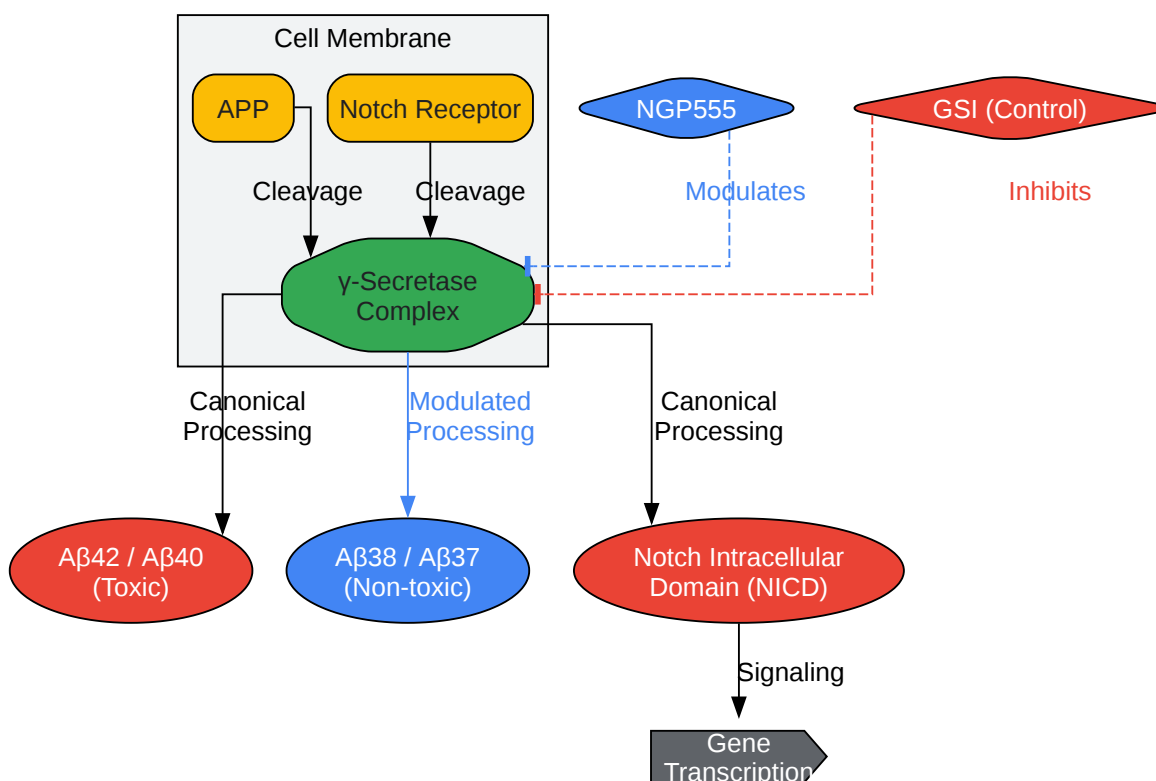 Cell Membrane
APP
Notch Receptor
NGP555
GSI (Control)
Cleavage
Cleavage
Modulates
Inhibits
γ-Secretase
Complex
Canonical
Processing
Modulated
Processing
Canonical
Processing
Aβ42 / Aβ40
(Toxic)
Aβ38 / Aβ37
(Non-toxic)
Notch Intracellular
Domain (NICD)
Signaling
Gene
Transcription